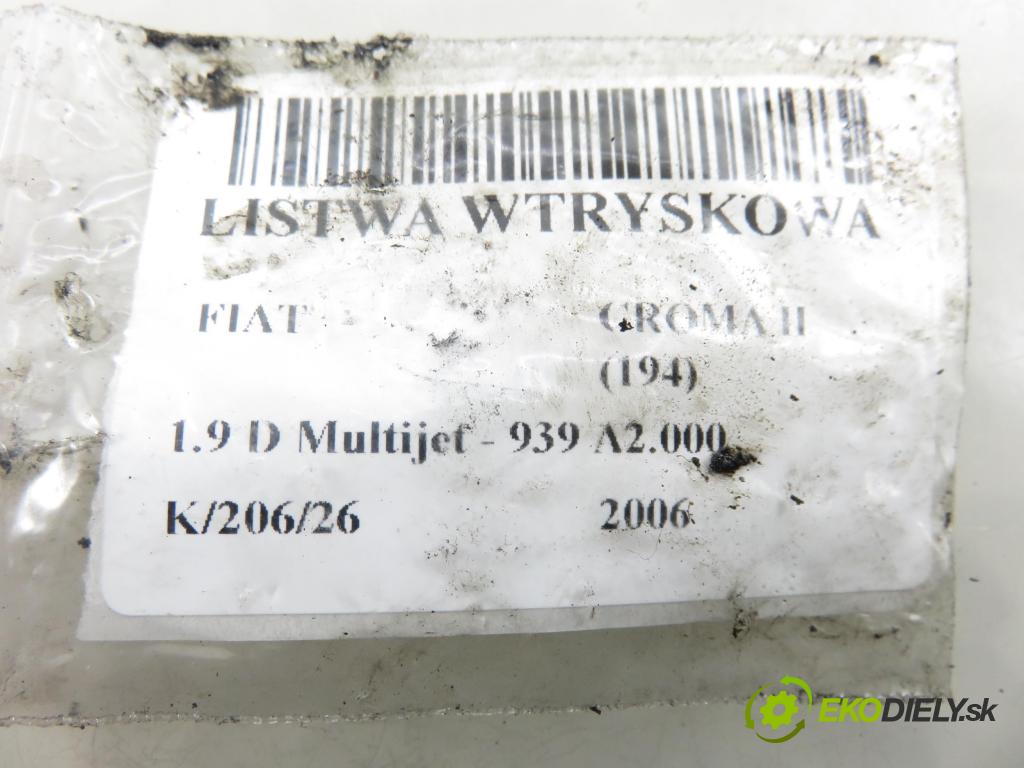 LISTWA WTRYSKOWA
FIAT CROMA II
(194)
1.9 D Multijet - 939 A2.000
K/206/26 2006
EKODIELY.sk